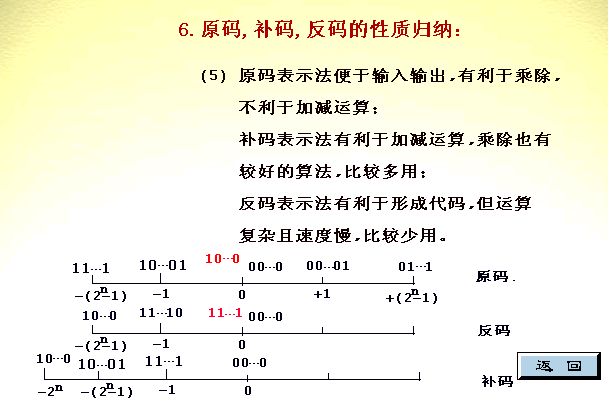 6. 原码, 补码, 反码的性质归纳:
(5) 原码表示法便于输入输出,有利于乘除,
不利于加减运算;
补码表示法有利于加减运算,乘除也有
较好的算法,比较多用;
反码表示法有利于形成代码,但运算
复杂且速度慢,比较少用。
11…1 10…01 10…0 00…0 00…01 01…1 原码.
−(2ⁿ−1) −1 0 +1 +(2ⁿ−1)
10…0 11…10 11…1 00…0 反码
−(2ⁿ−1) −1 0
10…0 10…01 11…1 00…0 补码
−2ⁿ −(2ⁿ−1) −1 0
返 回